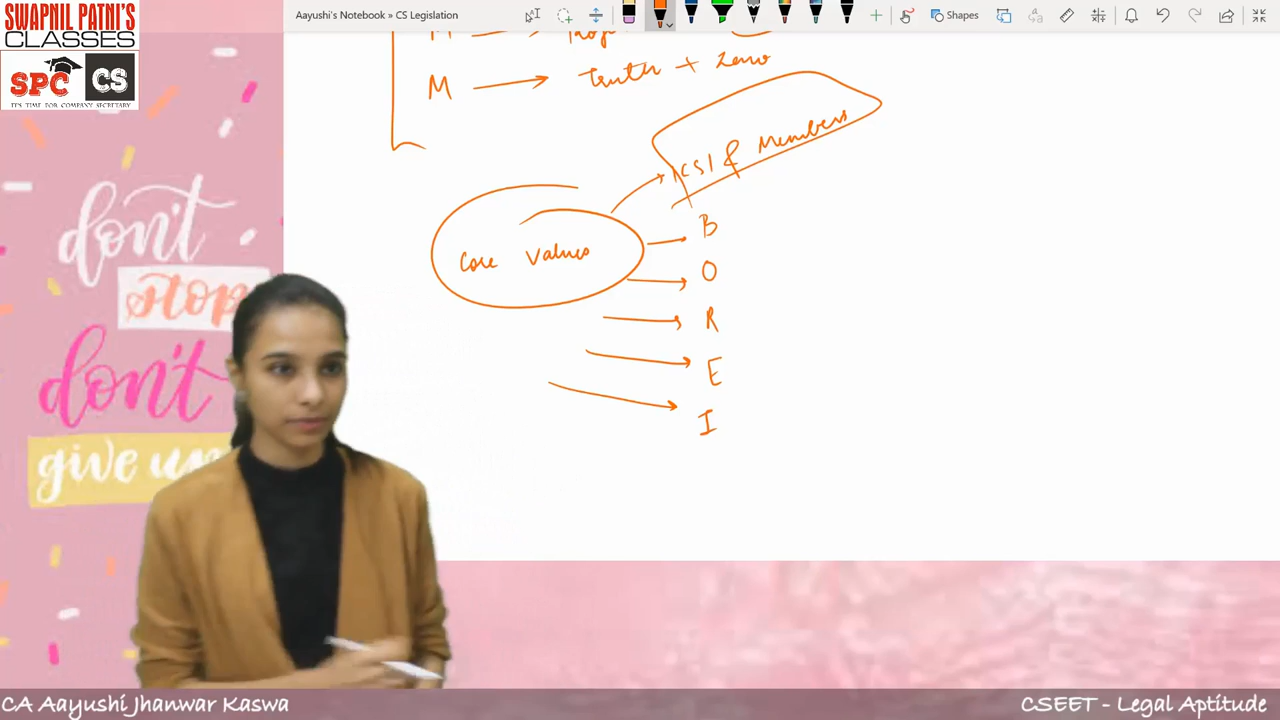 SWAPNIL PATNI'S
CLASSES
SPC CS
IT'S TIME FOR COMPANY SECRETARY
Aayushi's Notebook » CS Legislation
Shapes
M
M Truth + Zero
ICSI & Members
Core Values
B
O
R
E
I
don't
stop
don't
give up
CA Aayushi Jhanwar Kaswa
CSEET - Legal Aptitude